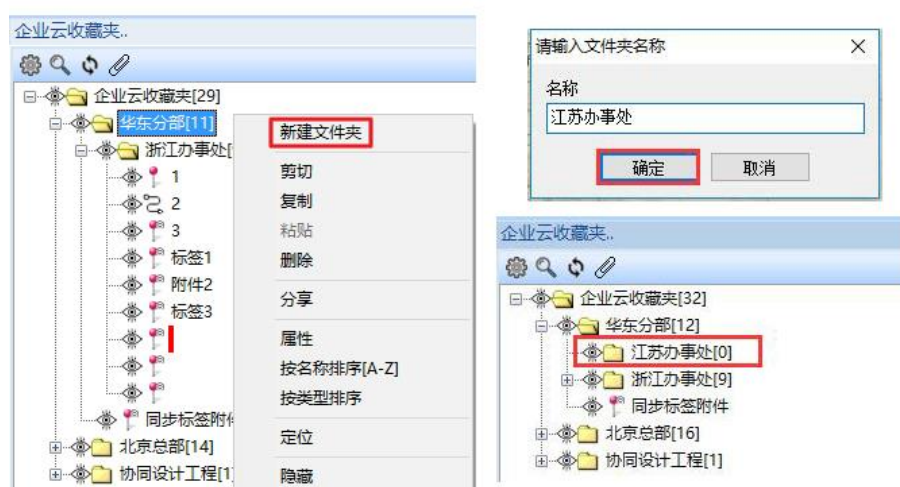 企业云收藏夹..
企业云收藏夹[29]
华东分部[11]
浙江办事处[
1
2
3
标签1
附件2
标签3
同步标签附件
北京总部[14]
协同设计工程[1
新建文件夹
剪切
复制
粘贴
删除
分享
属性
按名称排序[A-Z]
按类型排序
定位
隐藏
请输入文件夹名称
名称
江苏办事处
确定
取消
企业云收藏夹..
企业云收藏夹[32]
华东分部[12]
江苏办事处[0]
浙江办事处[9]
同步标签附件
北京总部[16]
协同设计工程[1]